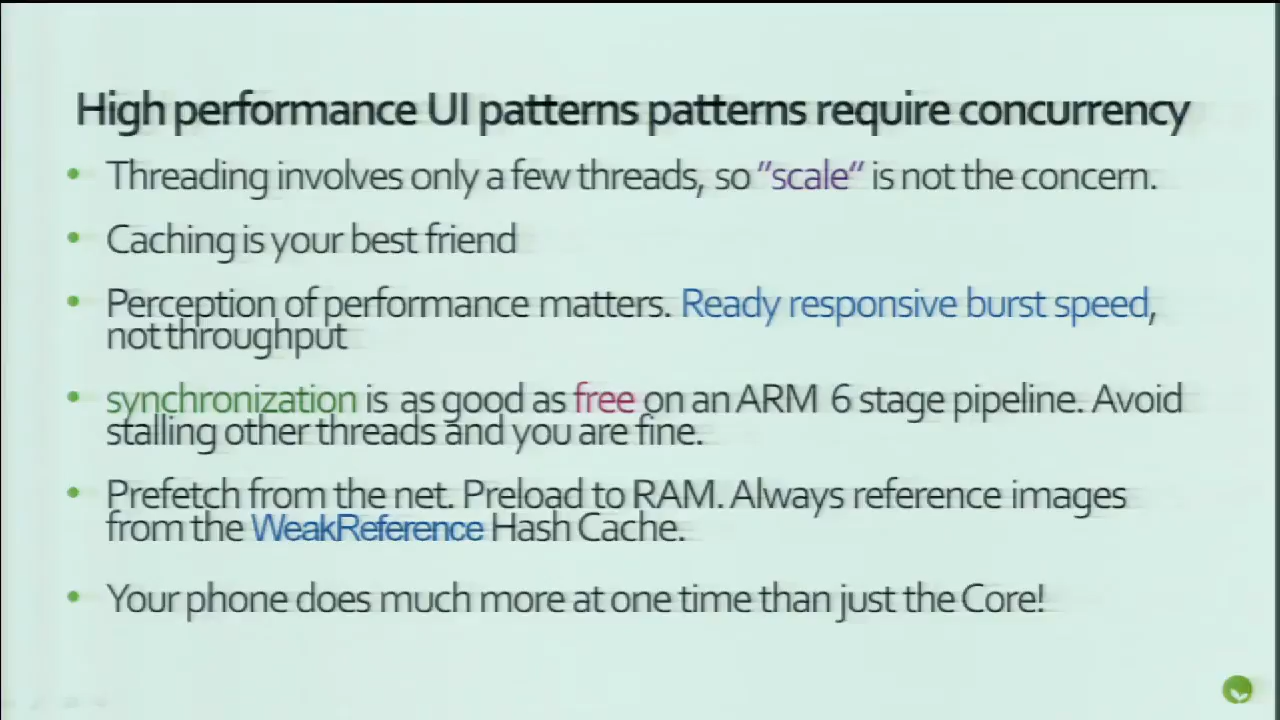 High performance UI patterns patterns require concurrency
• Threading involves only a few threads, so "scale" is not the concern.
• Caching is your best friend
• Perception of performance matters. Ready responsive burst speed,
not throughput
• synchronization is as good as free on an ARM 6 stage pipeline. Avoid
stalling other threads and you are fine.
• Prefetch from the net. Preload to RAM. Always reference images
from the WeakReference Hash Cache.
• Your phone does much more at one time than just the Core!